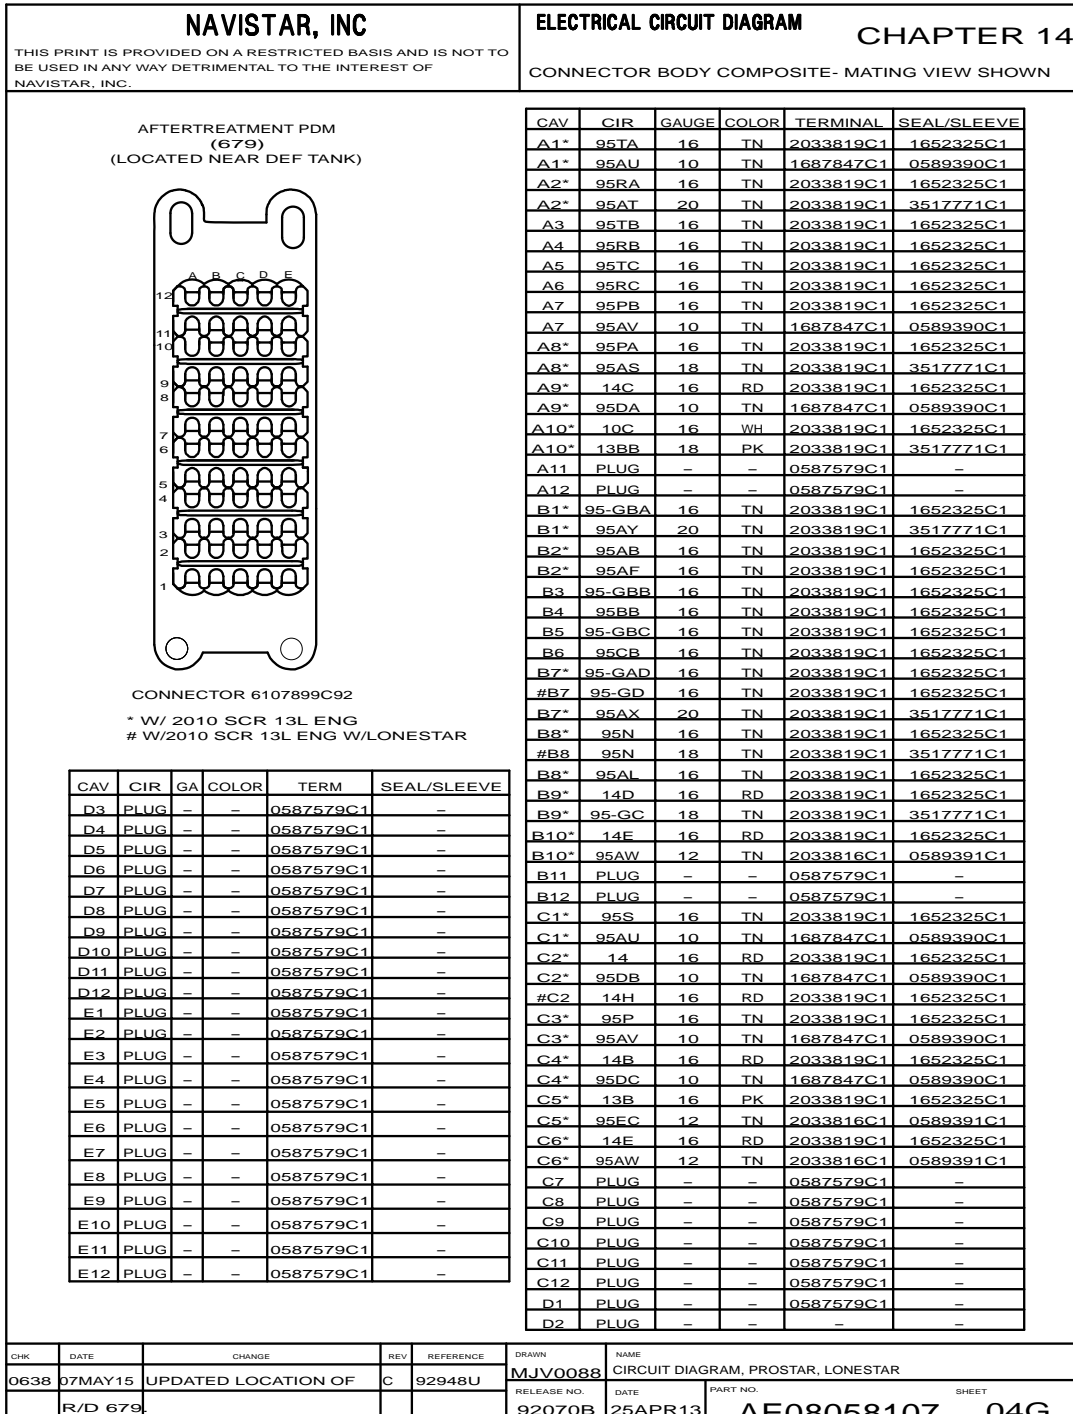 NAVISTAR, INC
THIS PRINT IS PROVIDED ON A RESTRICTED BASIS AND IS NOT TO
BE USED IN ANY WAY DETRIMENTAL TO THE INTEREST OF
NAVISTAR, INC.
ELECTRICAL CIRCUIT DIAGRAM
CHAPTER 14
CONNECTOR BODY COMPOSITE- MATING VIEW SHOWN
AFTERTREATMENT PDM
(679)
(LOCATED NEAR DEF TANK)
A B C D E
12
11
10
9
8
7
6
5
4
3
2
1
CONNECTOR 6107899C92
* W/ 2010 SCR 13L ENG
# W/2010 SCR 13L ENG W/LONESTAR
CAV CIR GA COLOR TERM SEAL/SLEEVE
D3 PLUG – – 0587579C1 –
D4 PLUG – – 0587579C1 –
D5 PLUG – – 0587579C1 –
D6 PLUG – – 0587579C1 –
D7 PLUG – – 0587579C1 –
D8 PLUG – – 0587579C1 –
D9 PLUG – – 0587579C1 –
D10 PLUG – – 0587579C1 –
D11 PLUG – – 0587579C1 –
D12 PLUG – – 0587579C1 –
E1 PLUG – – 0587579C1 –
E2 PLUG – – 0587579C1 –
E3 PLUG – – 0587579C1 –
E4 PLUG – – 0587579C1 –
E5 PLUG – – 0587579C1 –
E6 PLUG – – 0587579C1 –
E7 PLUG – – 0587579C1 –
E8 PLUG – – 0587579C1 –
E9 PLUG – – 0587579C1 –
E10 PLUG – – 0587579C1 –
E11 PLUG – – 0587579C1 –
E12 PLUG – – 0587579C1 –
CAV CIR GAUGE COLOR TERMINAL SEAL/SLEEVE
A1* 95TA 16 TN 2033819C1 1652325C1
A1* 95AU 10 TN 1687847C1 0589390C1
A2* 95RA 16 TN 2033819C1 1652325C1
A2* 95AT 20 TN 2033819C1 3517771C1
A3 95TB 16 TN 2033819C1 1652325C1
A4 95RB 16 TN 2033819C1 1652325C1
A5 95TC 16 TN 2033819C1 1652325C1
A6 95RC 16 TN 2033819C1 1652325C1
A7 95PB 16 TN 2033819C1 1652325C1
A7 95AV 10 TN 1687847C1 0589390C1
A8* 95PA 16 TN 2033819C1 1652325C1
A8* 95AS 18 TN 2033819C1 3517771C1
A9* 14C 16 RD 2033819C1 1652325C1
A9* 95DA 10 TN 1687847C1 0589390C1
A10* 10C 16 WH 2033819C1 1652325C1
A10* 13BB 18 PK 2033819C1 3517771C1
A11 PLUG – – 0587579C1 –
A12 PLUG – – 0587579C1 –
B1* 95-GBA 16 TN 2033819C1 1652325C1
B1* 95AY 20 TN 2033819C1 3517771C1
B2* 95AB 16 TN 2033819C1 1652325C1
B2* 95AF 16 TN 2033819C1 1652325C1
B3 95-GBB 16 TN 2033819C1 1652325C1
B4 95BB 16 TN 2033819C1 1652325C1
B5 95-GBC 16 TN 2033819C1 1652325C1
B6 95CB 16 TN 2033819C1 1652325C1
B7* 95-GAD 16 TN 2033819C1 1652325C1
#B7 95-GD 16 TN 2033819C1 1652325C1
B7* 95AX 20 TN 2033819C1 3517771C1
B8* 95N 16 TN 2033819C1 1652325C1
#B8 95N 18 TN 2033819C1 3517771C1
B8* 95AL 16 TN 2033819C1 1652325C1
B9* 14D 16 RD 2033819C1 1652325C1
B9* 95-GC 18 TN 2033819C1 3517771C1
B10* 14E 16 RD 2033819C1 1652325C1
B10* 95AW 12 TN 2033816C1 0589391C1
B11 PLUG – – 0587579C1 –
B12 PLUG – – 0587579C1 –
C1* 95S 16 TN 2033819C1 1652325C1
C1* 95AU 10 TN 1687847C1 0589390C1
C2* 14 16 RD 2033819C1 1652325C1
C2* 95DB 10 TN 1687847C1 0589390C1
#C2 14H 16 RD 2033819C1 1652325C1
C3* 95P 16 TN 2033819C1 1652325C1
C3* 95AV 10 TN 1687847C1 0589390C1
C4* 14B 16 RD 2033819C1 1652325C1
C4* 95DC 10 TN 1687847C1 0589390C1
C5* 13B 16 PK 2033819C1 1652325C1
C5* 95EC 12 TN 2033816C1 0589391C1
C6* 14E 16 RD 2033819C1 1652325C1
C6* 95AW 12 TN 2033816C1 0589391C1
C7 PLUG – – 0587579C1 –
C8 PLUG – – 0587579C1 –
C9 PLUG – – 0587579C1 –
C10 PLUG – – 0587579C1 –
C11 PLUG – – 0587579C1 –
C12 PLUG – – 0587579C1 –
D1 PLUG – – 0587579C1 –
D2 PLUG – – – –
CHK DATE CHANGE REV REFERENCE
0638 07MAY15 UPDATED LOCATION OF C 92948U
R/D 679.
DRAWN NAME
MJV0088 CIRCUIT DIAGRAM, PROSTAR, LONESTAR
RELEASE NO. DATE PART NO. SHEET
92070B 25APR13 AE08058107 04G